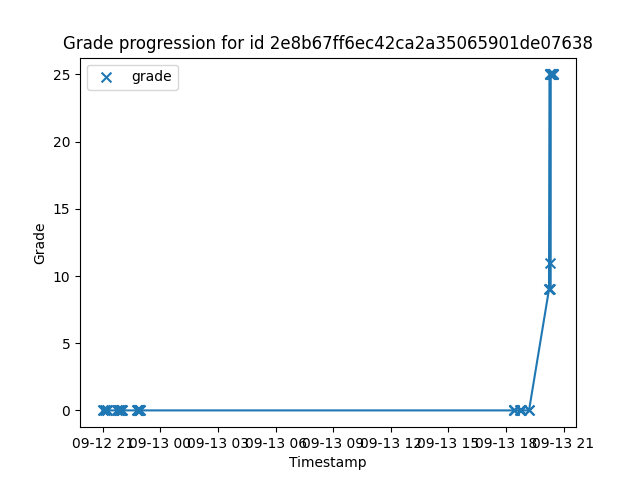 Grade progression for id 2e8b67ff6ec42ca2a35065901de07638
grade
25
20
15
10
5
0
Grade
09-12 21 09-13 00 09-13 03 09-13 06 09-13 09 09-13 12 09-13 15 09-13 18 09-13 21
Timestamp